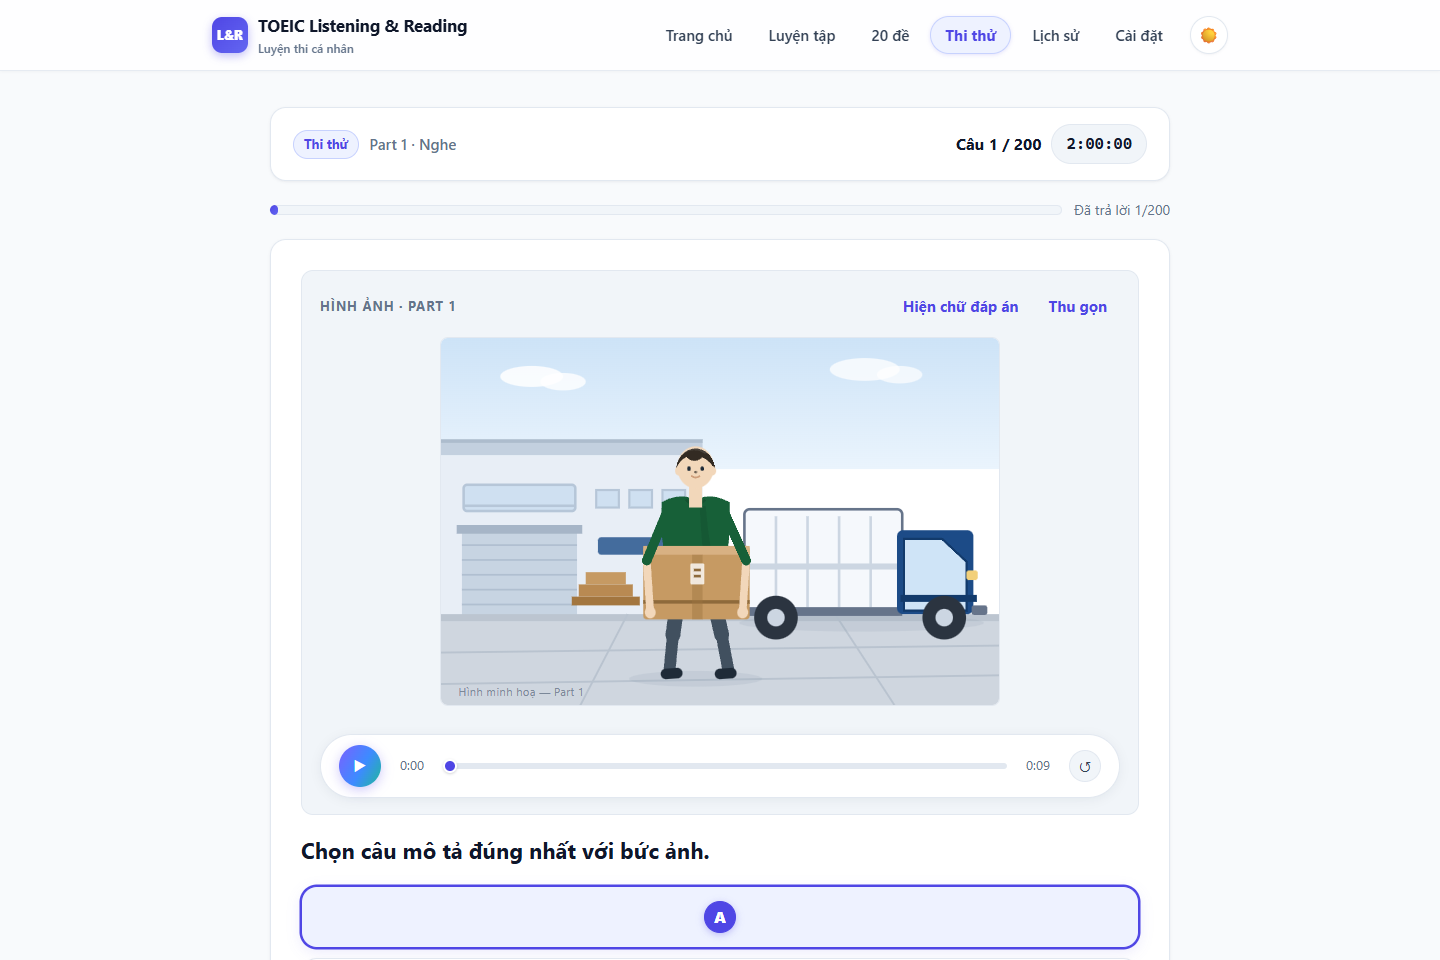 L&R
TOEIC Listening & Reading
Luyện thi cá nhân
Trang chủ
Luyện tập
20 đề
Thi thử
Lịch sử
Cài đặt
Thi thử
Part 1 · Nghe
Câu 1 / 200
2:00:00
Đã trả lời 1/200
HÌNH ẢNH · PART 1
Hiện chữ đáp án
Thu gọn
Hình minh hoạ — Part 1
0:00
0:09
Chọn câu mô tả đúng nhất với bức ảnh.
A